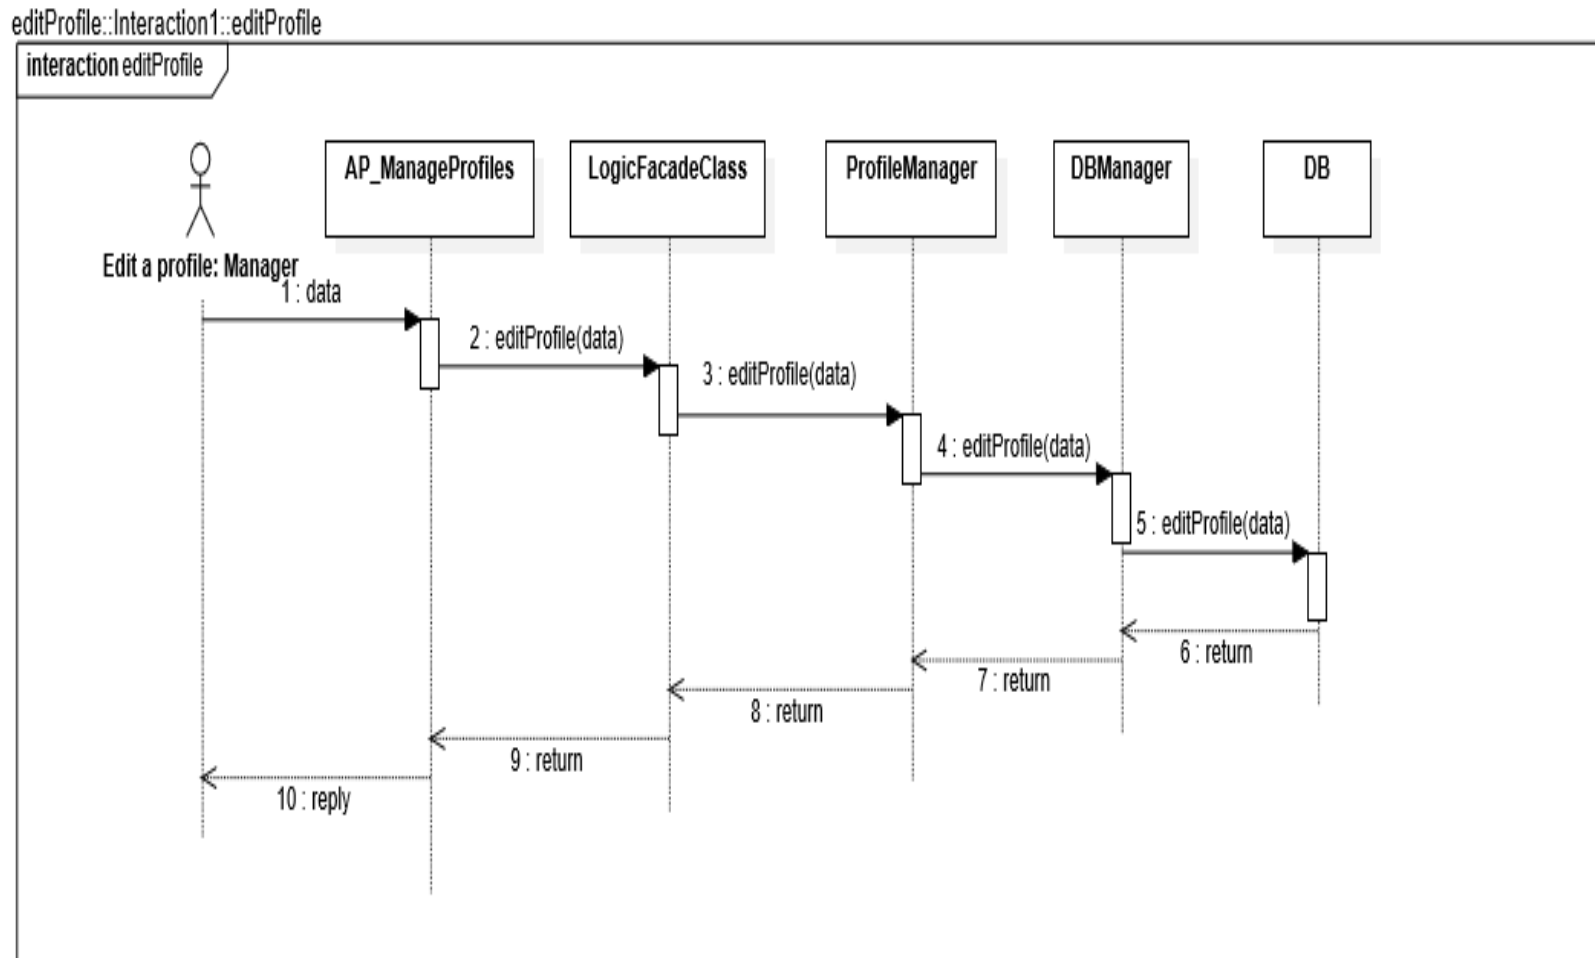 editProfile::Interaction1::editProfile
interaction editProfile
AP_ManageProfiles
LogicFacadeClass
ProfileManager
DBManager
DB
Edit a profile: Manager
1 : data
2 : editProfile(data)
3 : editProfile(data)
4 : editProfile(data)
5 : editProfile(data)
6 : return
7 : return
8 : return
9 : return
10 : reply